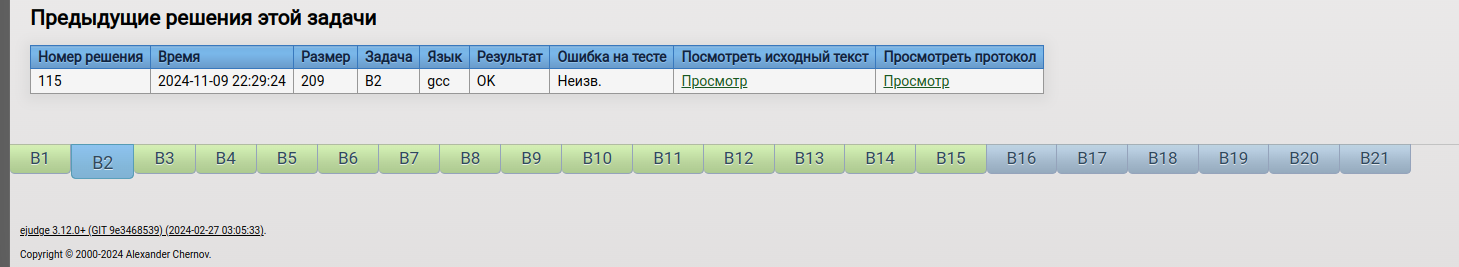 Предыдущие решения этой задачи
Номер решения Время Размер Задача Язык Результат Ошибка на тесте Посмотреть исходный текст Просмотреть протокол
115 2024-11-09 22:29:24 209 B2 gcc OK Неизв. Просмотр Просмотр
B1 B2 B3 B4 B5 B6 B7 B8 B9 B10 B11 B12 B13 B14 B15 B16 B17 B18 B19 B20 B21
ejudge 3.12.0+ (GIT 9e3468539) (2024-02-27 03:05:33).
Copyright © 2000-2024 Alexander Chernov.